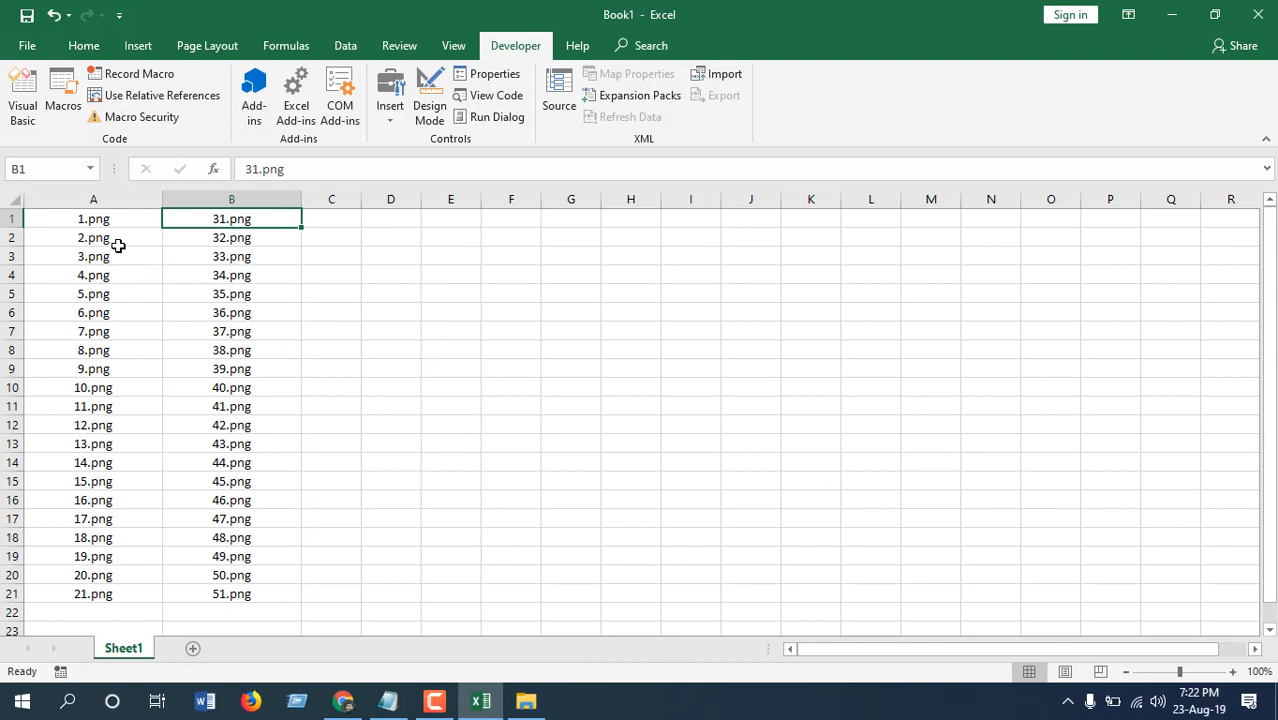 Book1 - Excel
Sign in
File Home Insert Page Layout Formulas Data Review View Developer Help Search Share
Visual Basic
Macros
Record Macro
Use Relative References
Macro Security
Code
Add-ins
Excel Add-ins
COM Add-ins
Add-ins
Insert
Design Mode
Properties
View Code
Run Dialog
Controls
Source
Map Properties
Expansion Packs
Refresh Data
Import
Export
XML
B1 fx 31.png
A B C D E F G H I J K L M N O P Q R
1 1.png 31.png
2 2.png 32.png
3 3.png 33.png
4 4.png 34.png
5 5.png 35.png
6 6.png 36.png
7 7.png 37.png
8 8.png 38.png
9 9.png 39.png
10 10.png 40.png
11 11.png 41.png
12 12.png 42.png
13 13.png 43.png
14 14.png 44.png
15 15.png 45.png
16 16.png 46.png
17 17.png 47.png
18 18.png 48.png
19 19.png 49.png
20 20.png 50.png
21 21.png 51.png
22
23
Sheet1
Ready 100%
7:22 PM
23-Aug-19